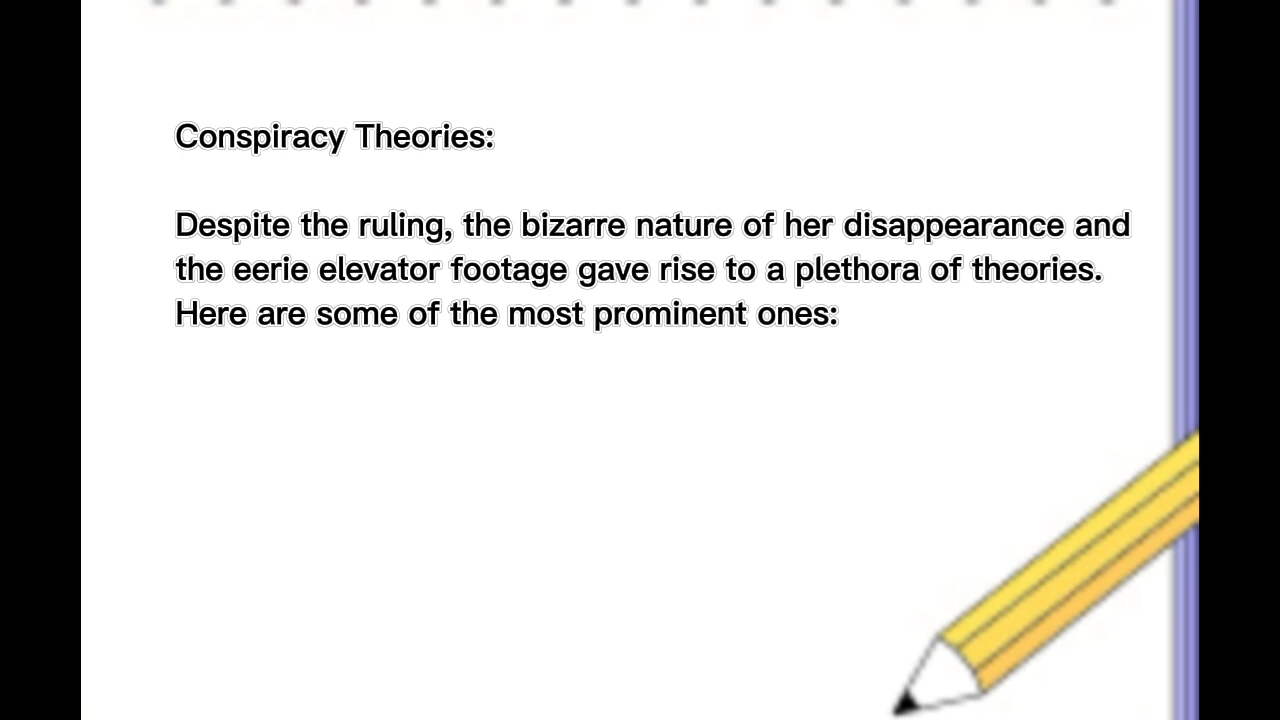 Conspiracy Theories:
Despite the ruling, the bizarre nature of her disappearance and
the eerie elevator footage gave rise to a plethora of theories.
Here are some of the most prominent ones: